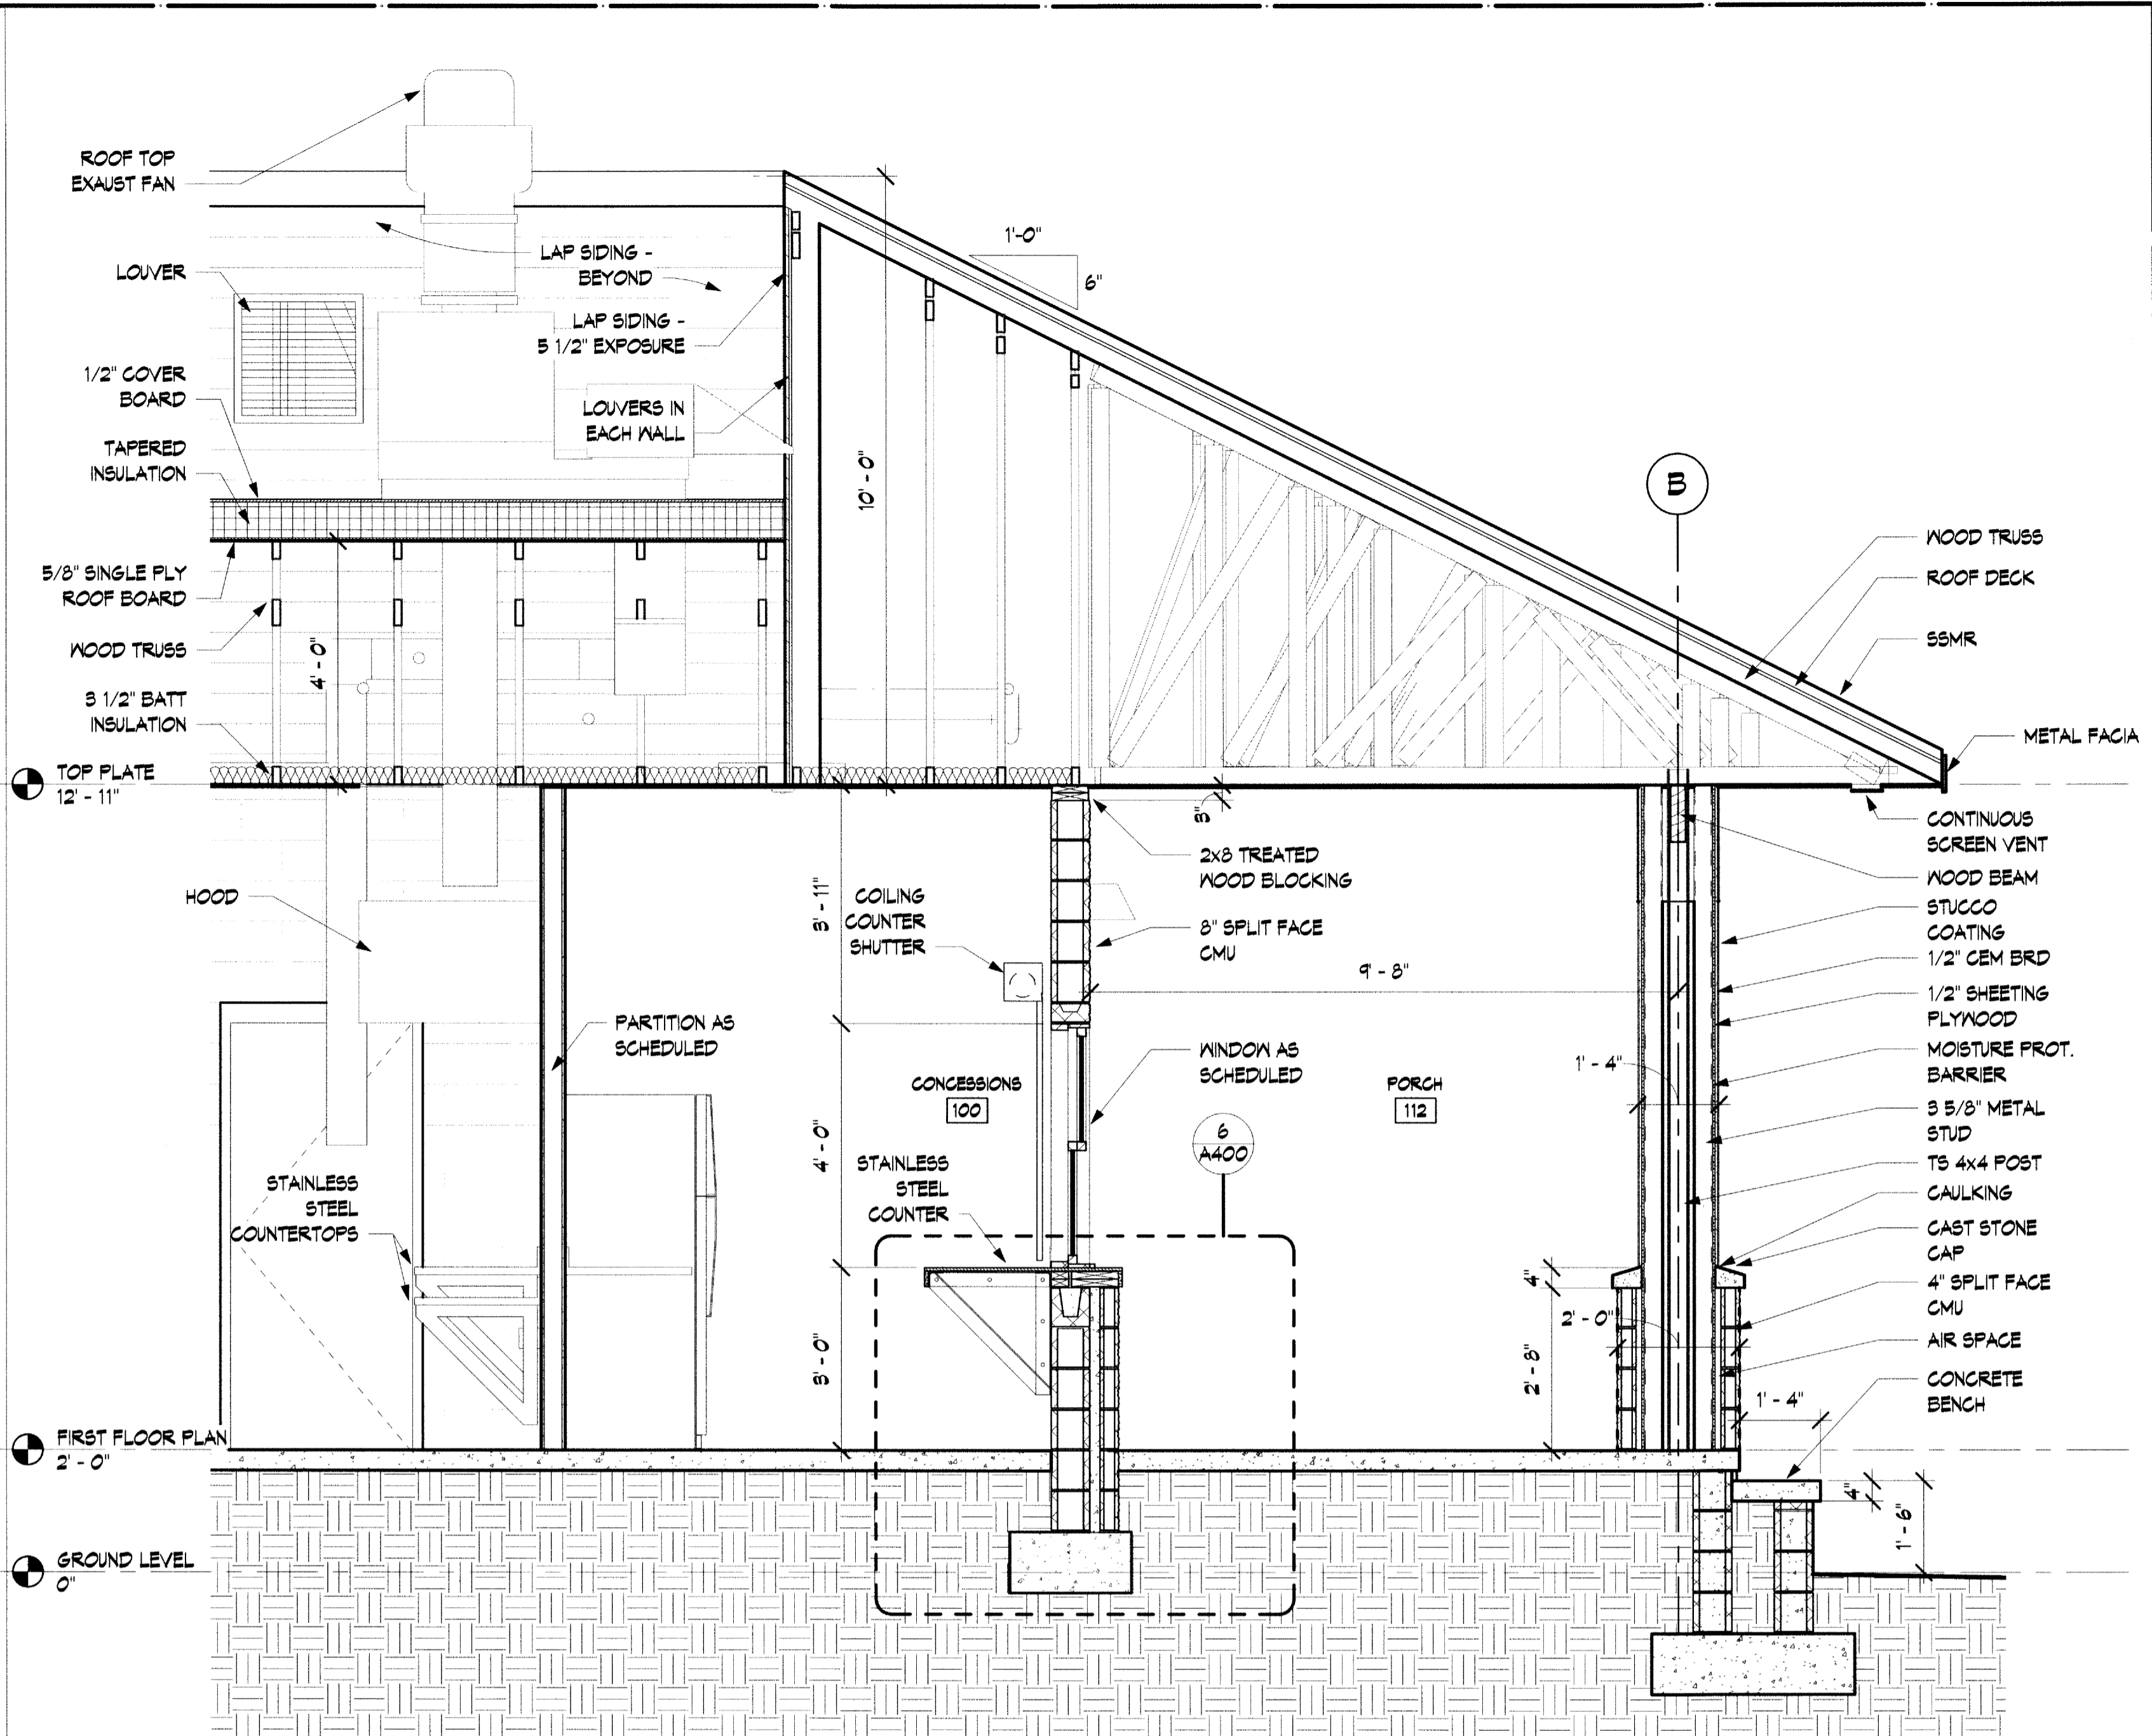 ROOF TOP
EXAUST FAN
LOUVER
1/2" COVER
BOARD
TAPERED
INSULATION
5/8" SINGLE PLY
ROOF BOARD
WOOD TRUSS
3 1/2" BATT
INSULATION
TOP PLATE
12' - 11"
HOOD
STAINLESS
STEEL
COUNTERTOPS
FIRST FLOOR PLAN
2' - 0"
GROUND LEVEL
0"
LAP SIDING -
BEYOND
LAP SIDING -
5 1/2" EXPOSURE
LOUVERS IN
EACH WALL
4' - 0"
10' - 0"
1'-0"
6"
PARTITION AS
SCHEDULED
3' - 11"
4' - 0"
3' - 0"
COILING
COUNTER
SHUTTER
CONCESSIONS
100
STAINLESS
STEEL
COUNTER
3"
2x8 TREATED
WOOD BLOCKING
8" SPLIT FACE
CMU
9' - 8"
WINDOW AS
SCHEDULED
PORCH
112
6
A400
1' - 4"
4"
2' - 0"
2' - 8"
B
WOOD TRUSS
ROOF DECK
SSMR
METAL FACIA
CONTINUOUS
SCREEN VENT
WOOD BEAM
STUCCO
COATING
1/2" CEM BRD
1/2" SHEETING
PLYWOOD
MOISTURE PROT.
BARRIER
3 5/8" METAL
STUD
TS 4x4 POST
CAULKING
CAST STONE
CAP
4" SPLIT FACE
CMU
AIR SPACE
CONCRETE
BENCH
1' - 4"
4"
1' - 6"